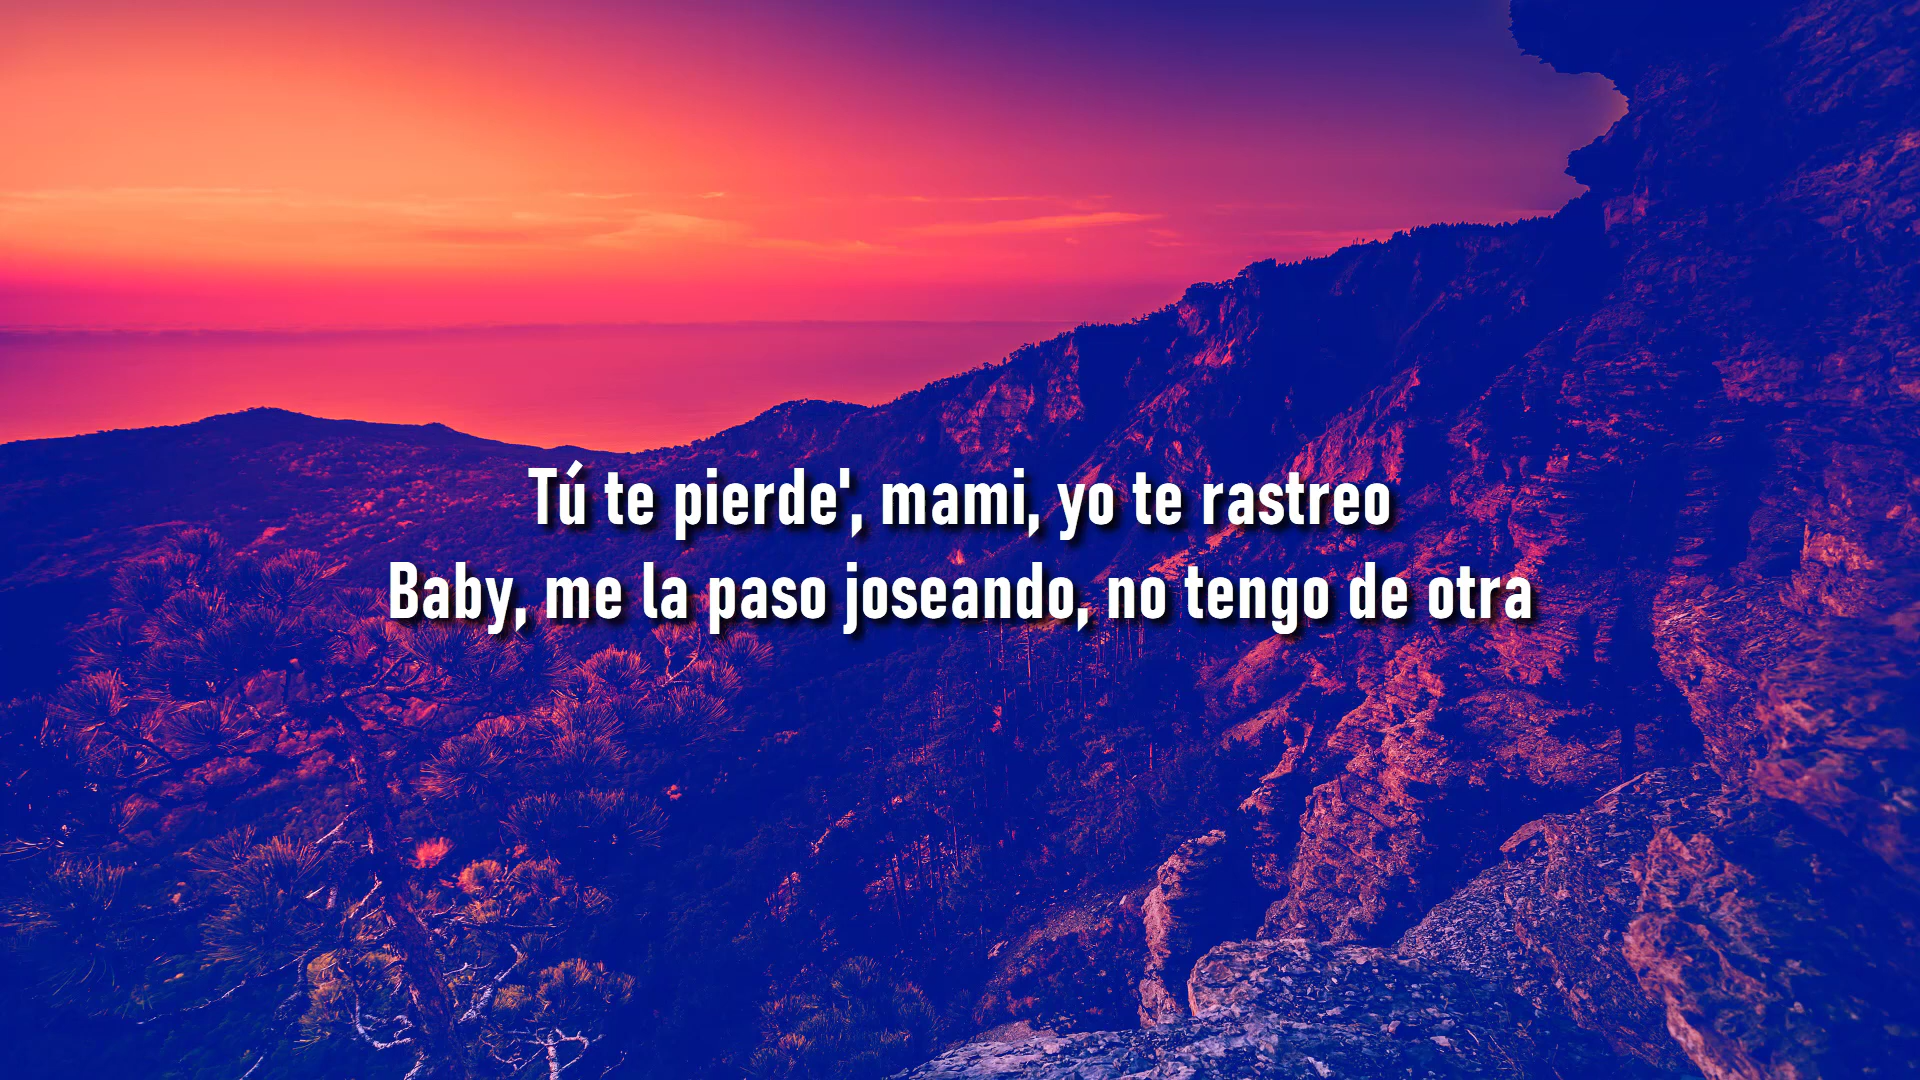 Tú te pierde', mami, yo te rastreo
Baby, me la paso joseando, no tengo de otra